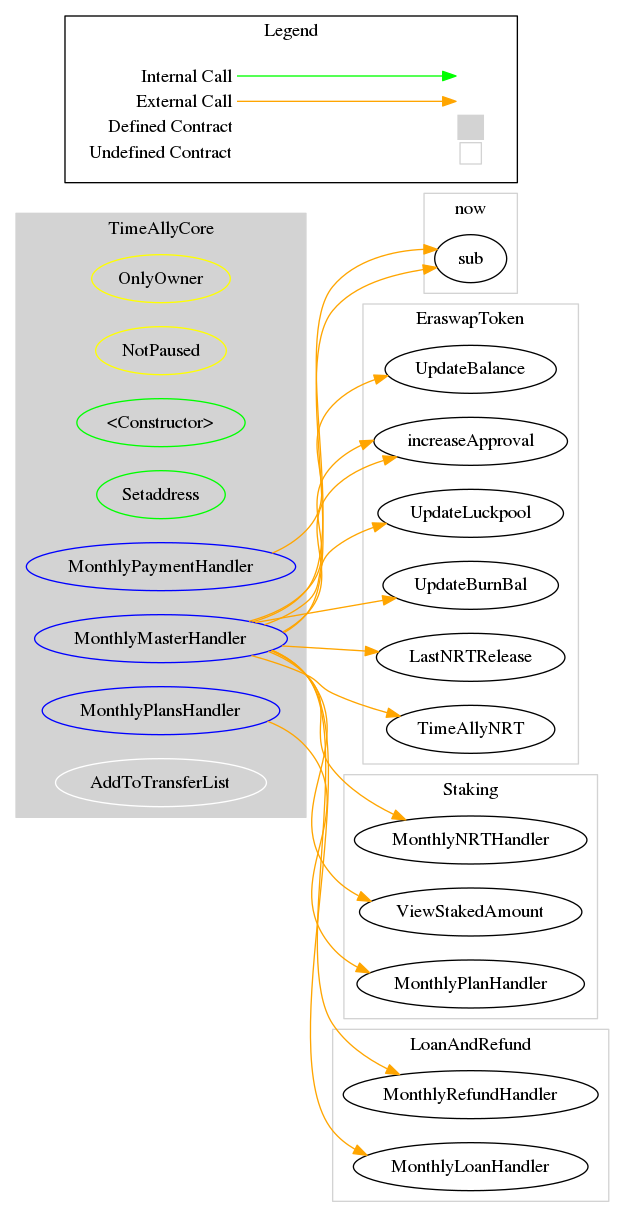 Legend
Internal Call
External Call
Defined Contract
Undefined Contract
TimeAllyCore
OnlyOwner
NotPaused
<Constructor>
Setaddress
MonthlyPaymentHandler
MonthlyMasterHandler
MonthlyPlansHandler
AddToTransferList
now
sub
EraswapToken
UpdateBalance
increaseApproval
UpdateLuckpool
UpdateBurnBal
LastNRTRelease
TimeAllyNRT
Staking
MonthlyNRTHandler
ViewStakedAmount
MonthlyPlanHandler
LoanAndRefund
MonthlyRefundHandler
MonthlyLoanHandler